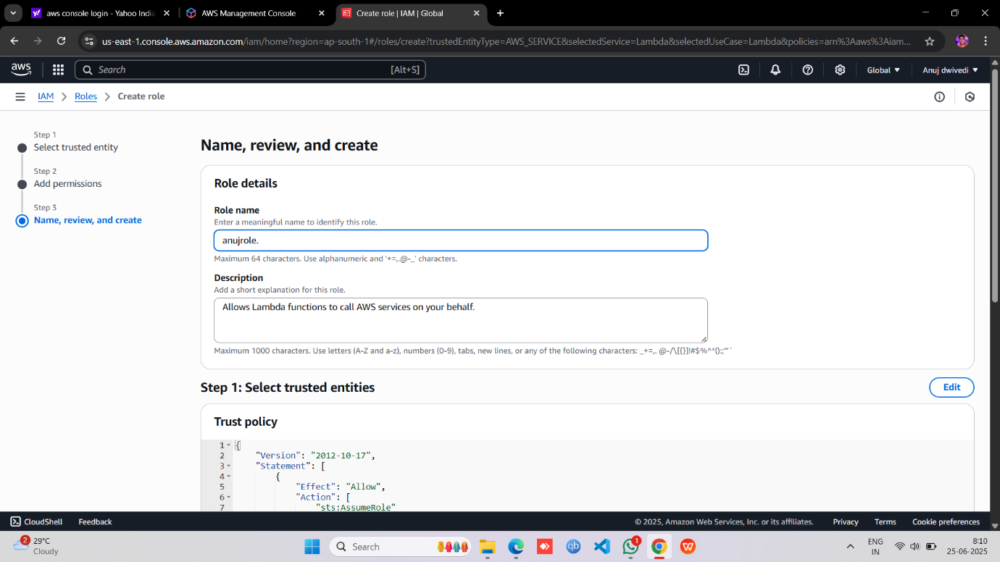 aws console login - Yahoo India
AWS Management Console
Create role | IAM | Global
us-east-1.console.aws.amazon.com/iam/home?region=ap-south-1#/roles/create?trustedEntityType=AWS_SERVICE&selectedService=Lambda&selectedUseCase=Lambda&policies=arn%3Aaws%3Aiam...
aws
Search [Alt+S]
Global
Anuj dwivedi
IAM > Roles > Create role
Step 1
Select trusted entity
Step 2
Add permissions
Step 3
Name, review, and create
Name, review, and create
Role details
Role name
Enter a meaningful name to identify this role.
anujrole.
Maximum 64 characters. Use alphanumeric and '+=,.@-_' characters.
Description
Add a short explanation for this role.
Allows Lambda functions to call AWS services on your behalf.
Maximum 1000 characters. Use letters (A-Z and a-z), numbers (0-9), tabs, new lines, or any of the following characters: _+=,. @-/\[{}]!#$%^*();:"'`
Step 1: Select trusted entities
Edit
Trust policy
1 {
2 "Version": "2012-10-17",
3 "Statement": [
4 {
5 "Effect": "Allow",
6 "Action": [
7 "sts:AssumeRole"
CloudShell Feedback
© 2025, Amazon Web Services, Inc. or its affiliates. Privacy Terms Cookie preferences
2
29°C
Cloudy
Search
qb
1
W
ENG
IN
8:10
25-06-2025